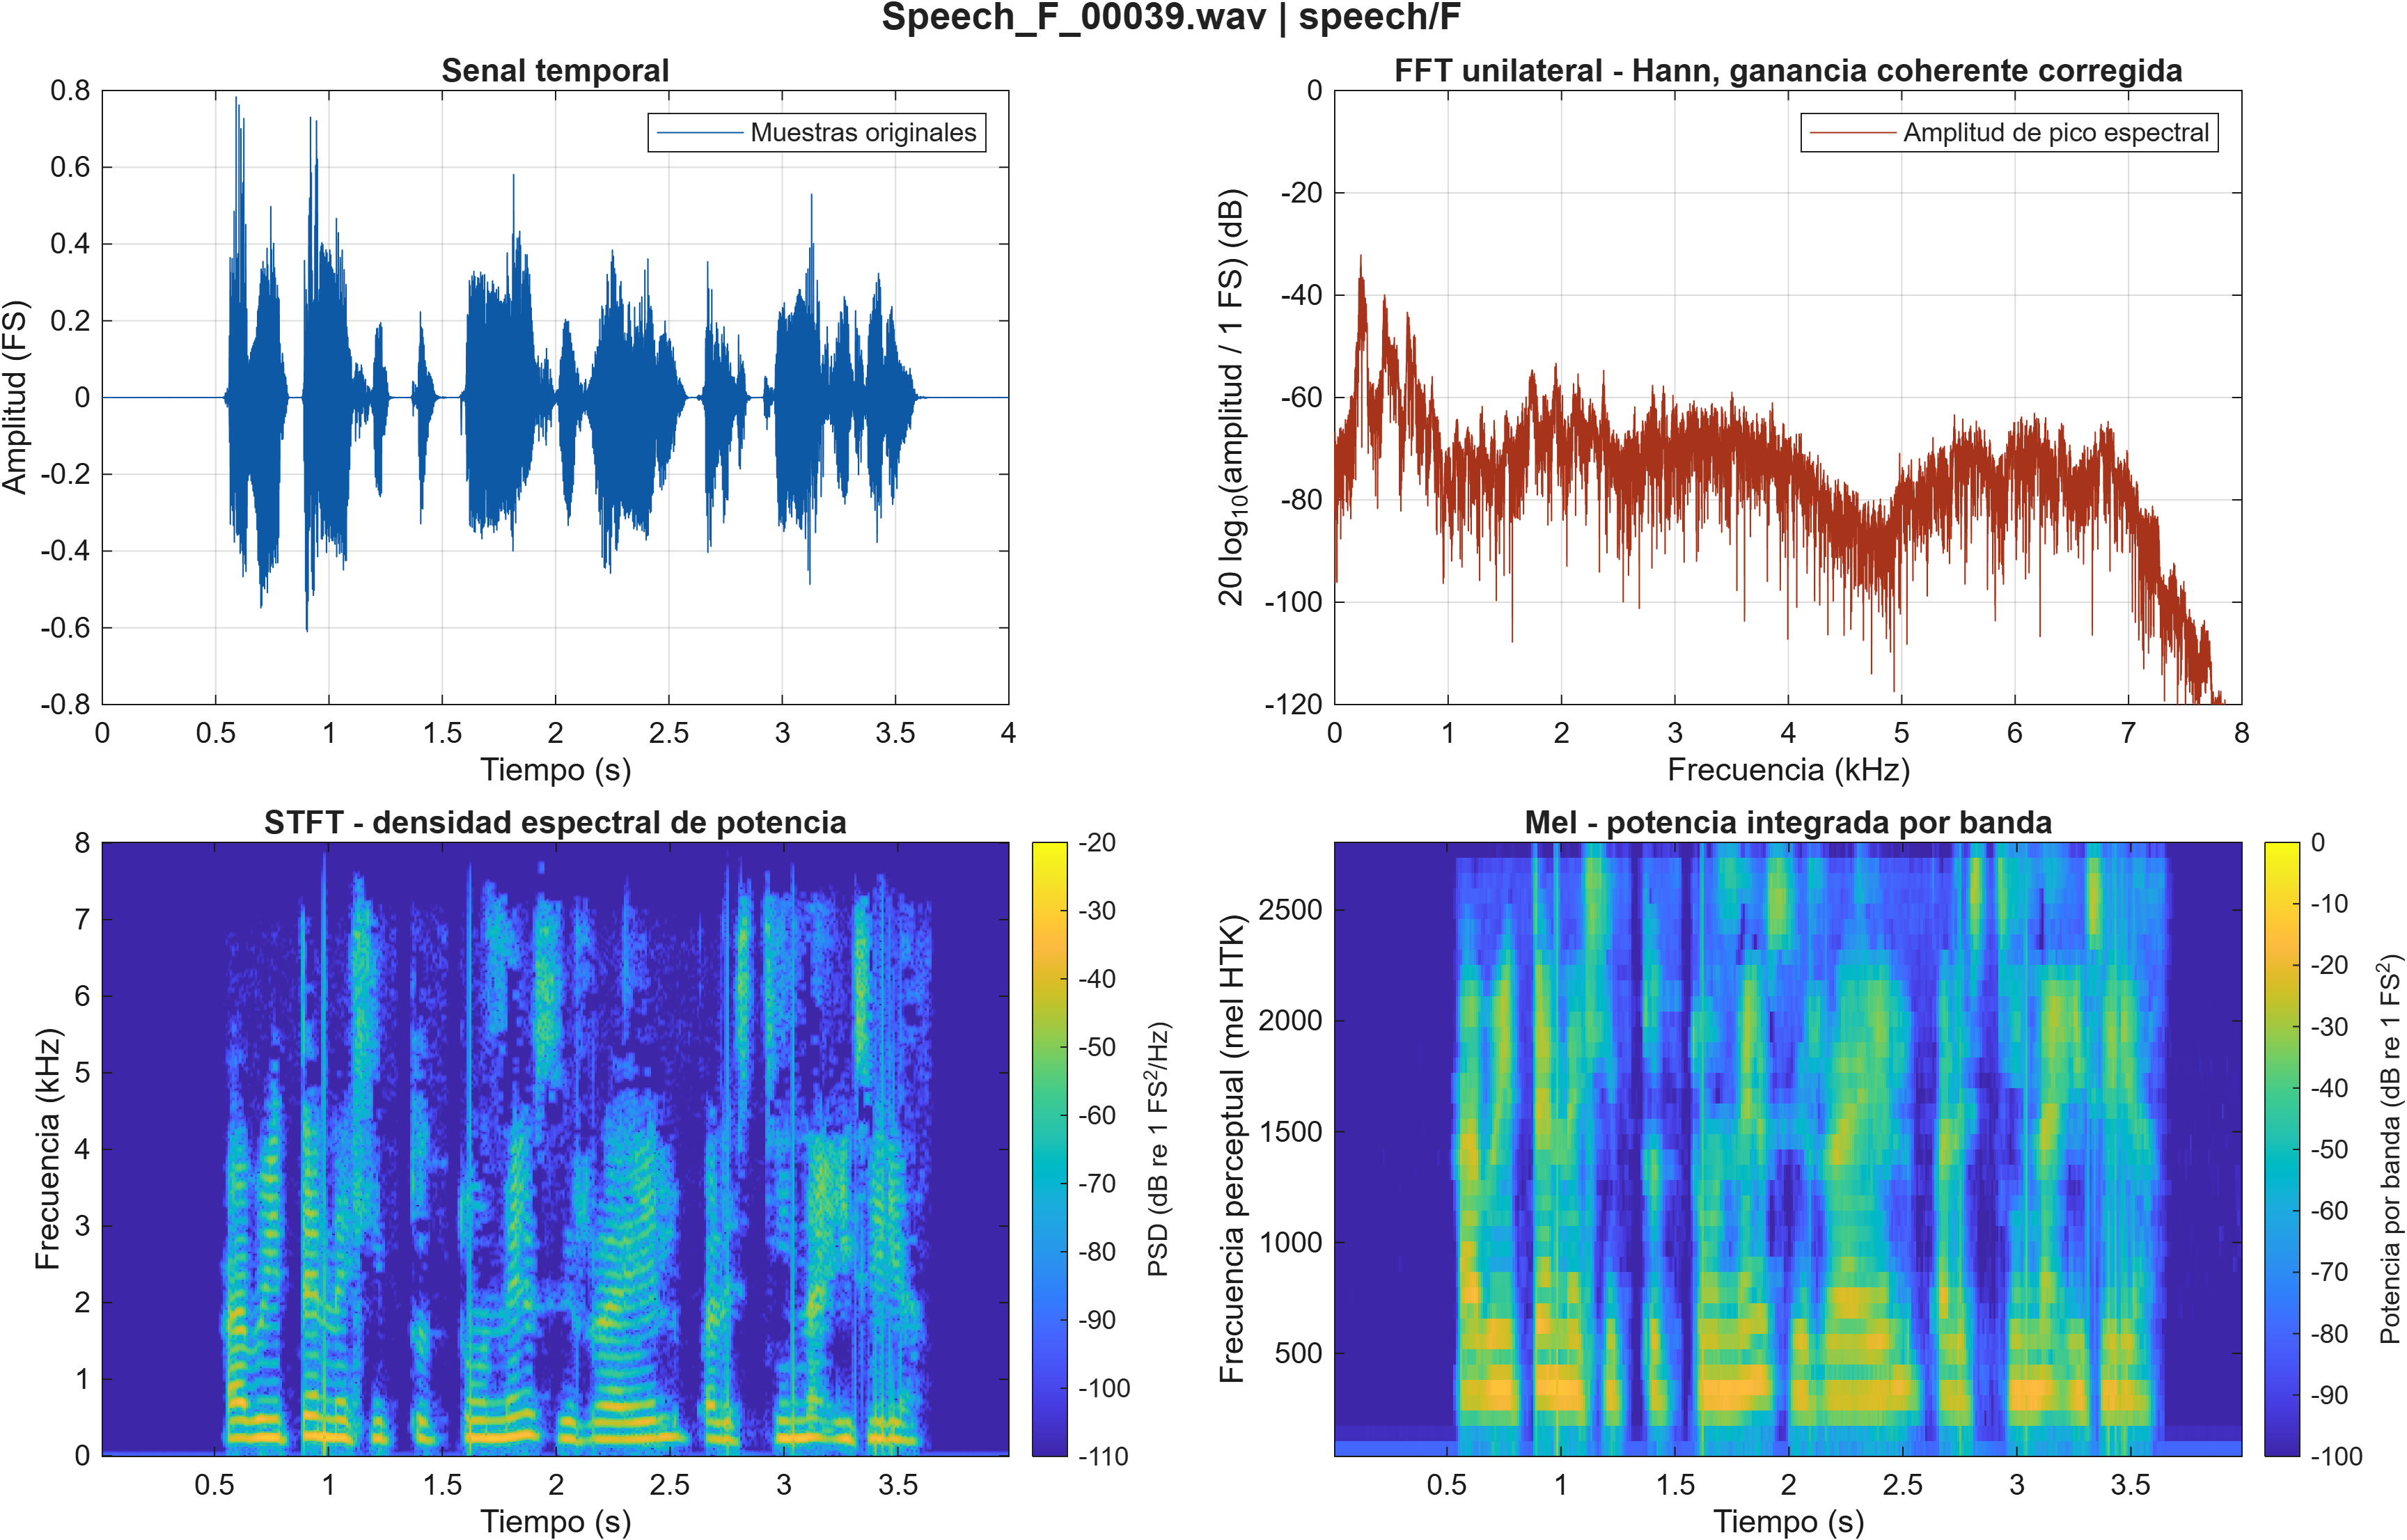 Speech_F_00039.wav | speech/F
Senal temporal
Muestras originales
Amplitud (FS)
0.8
0.6
0.4
0.2
0
-0.2
-0.4
-0.6
-0.8
0 0.5 1 1.5 2 2.5 3 3.5 4
Tiempo (s)
FFT unilateral - Hann, ganancia coherente corregida
Amplitud de pico espectral
20 log10(amplitud / 1 FS) (dB)
0
-20
-40
-60
-80
-100
-120
0 1 2 3 4 5 6 7 8
Frecuencia (kHz)
STFT - densidad espectral de potencia
Frecuencia (kHz)
8
7
6
5
4
3
2
1
0
0.5 1 1.5 2 2.5 3 3.5
Tiempo (s)
-20
-30
-40
-50
-60
-70
-80
-90
-100
-110
PSD (dB re 1 FS²/Hz)
Mel - potencia integrada por banda
Frecuencia perceptual (mel HTK)
2500
2000
1500
1000
500
0.5 1 1.5 2 2.5 3 3.5
Tiempo (s)
0
-10
-20
-30
-40
-50
-60
-70
-80
-90
-100
Potencia por banda (dB re 1 FS²)